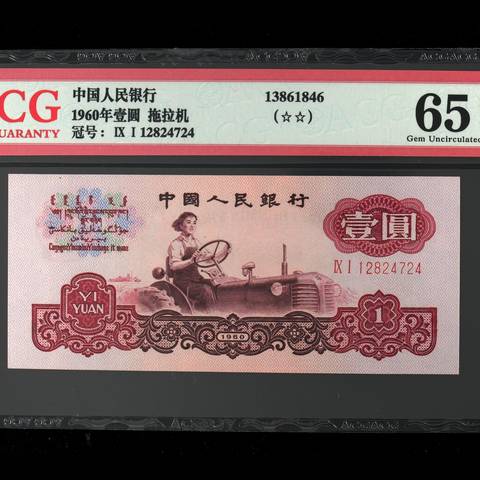 CG
UARANTY
中国人民银行
1960年壹圆 拖拉机
冠号: IX I 12824724
13861846
(☆☆)
65
Gem Uncirculated
中國人民銀行
壹圓
IX I 12824724
YI
YUAN
1960
1